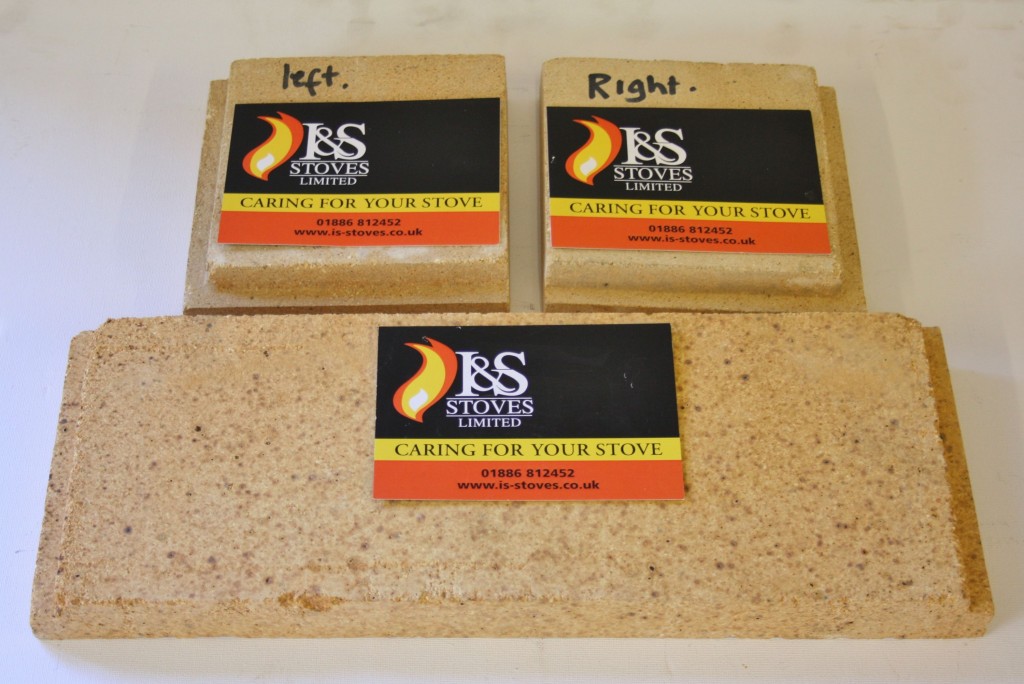 left.
I&S
STOVES
LIMITED
CARING FOR YOUR STOVE
01886 812452
www.is-stoves.co.uk
Right.
I&S
STOVES
LIMITED
CARING FOR YOUR STOVE
01886 812452
www.is-stoves.co.uk
I&S
STOVES
LIMITED
CARING FOR YOUR STOVE
01886 812452
www.is-stoves.co.uk